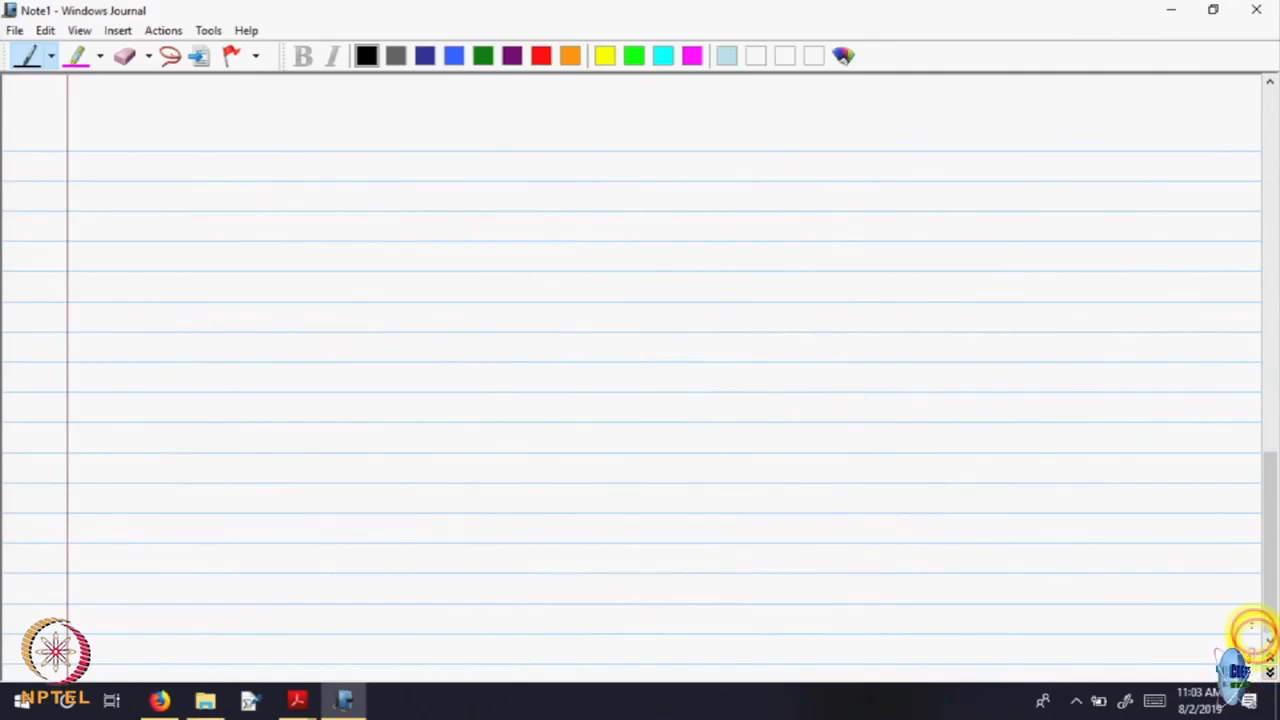 Note1 - Windows Journal
File Edit View Insert Actions Tools Help
B I
NPTEL
11:03 AM
8/2/2019